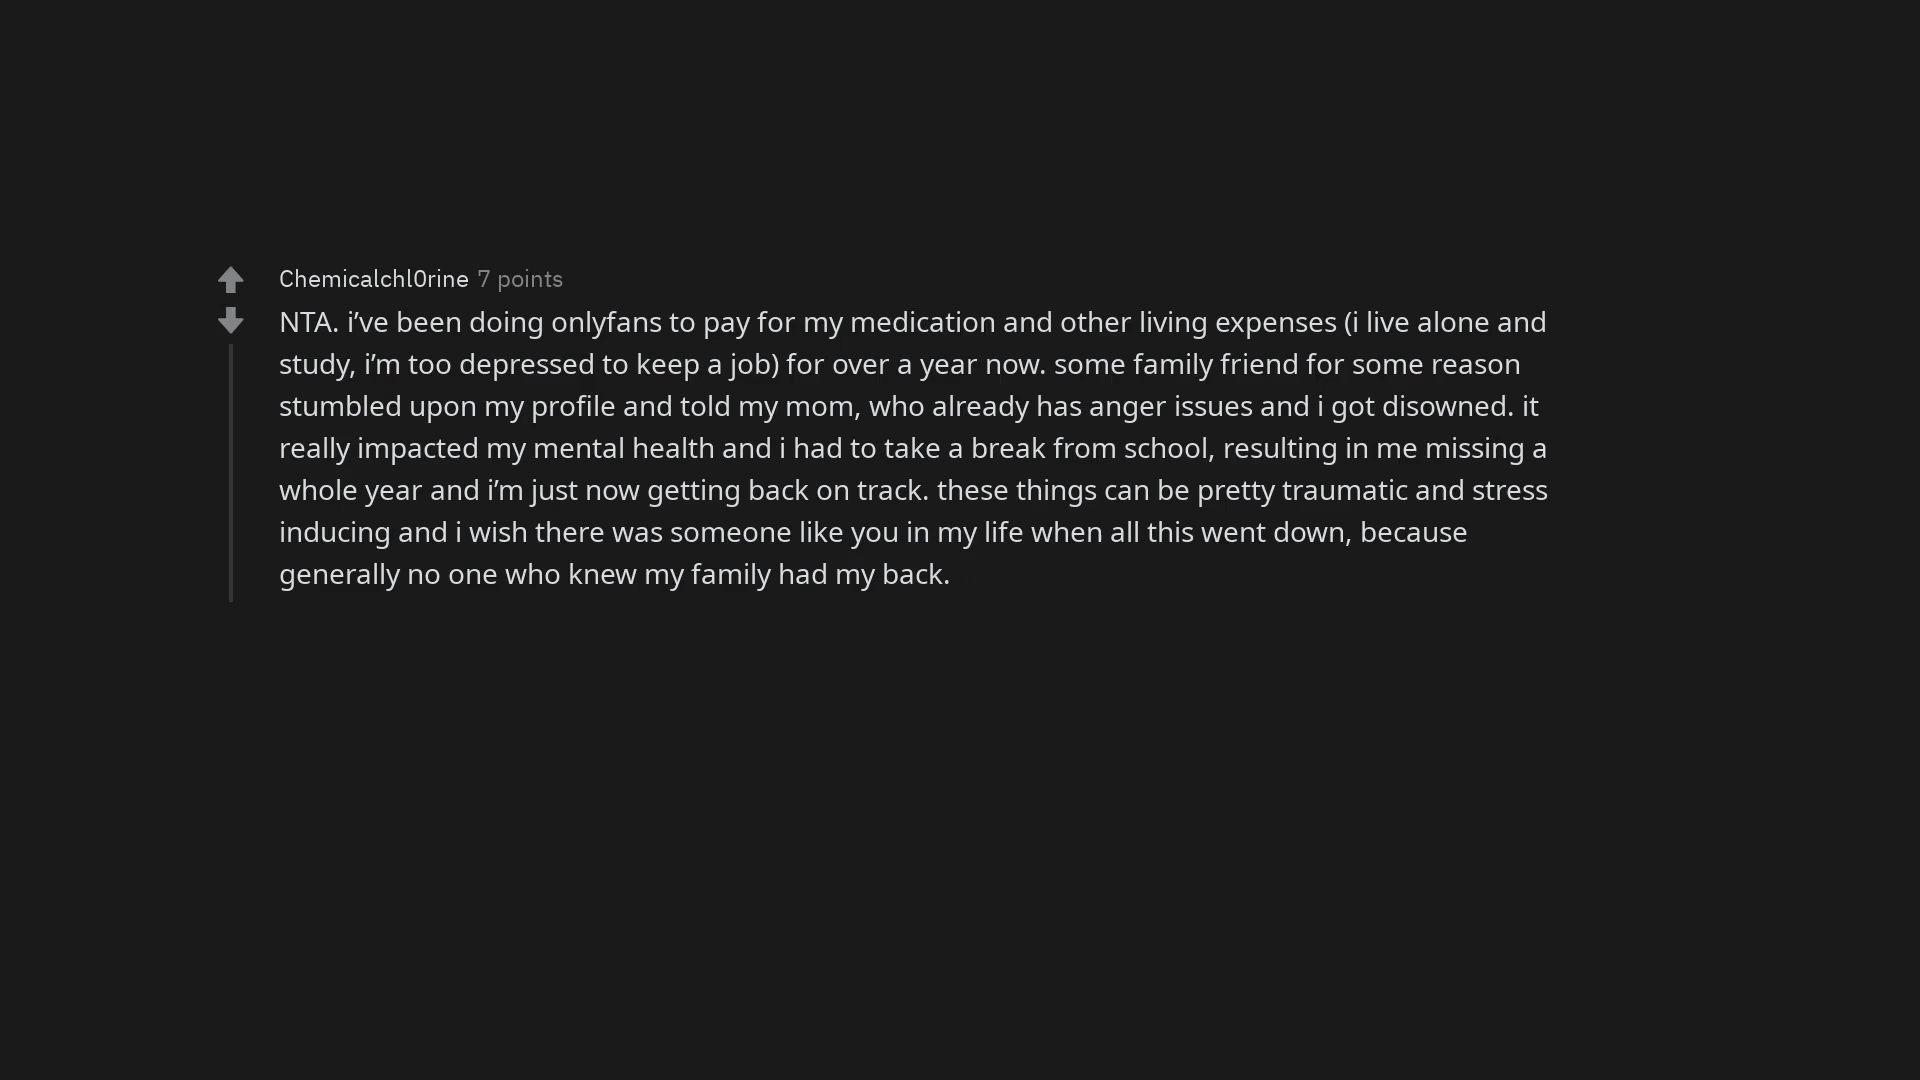 Chemicalchl0rine 7 points
NTA. i’ve been doing onlyfans to pay for my medication and other living expenses (i live alone and
study, i’m too depressed to keep a job) for over a year now. some family friend for some reason
stumbled upon my profile and told my mom, who already has anger issues and i got disowned. it
really impacted my mental health and i had to take a break from school, resulting in me missing a
whole year and i’m just now getting back on track. these things can be pretty traumatic and stress
inducing and i wish there was someone like you in my life when all this went down, because
generally no one who knew my family had my back.